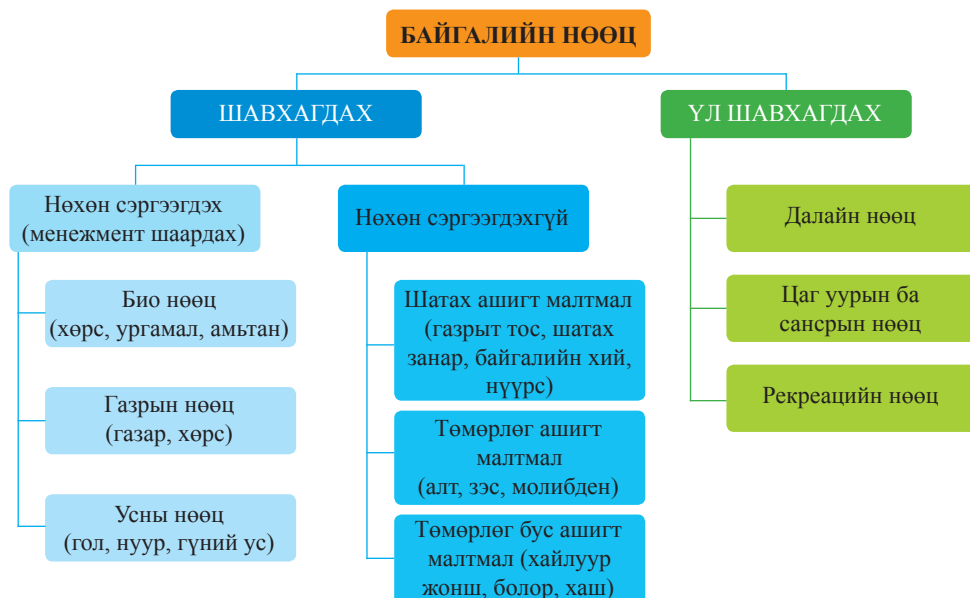 БАЙГАЛИЙН НӨӨЦ
ШАВХАГДАХ
ҮЛ ШАВХАГДАХ
Нөхөн сэргээгдэх
(менежмент шаардах)
Био нөөц
(хөрс, ургамал, амьтан)
Газрын нөөц
(газар, хөрс)
Усны нөөц
(гол, нуур, гүний ус)
Нөхөн сэргээгдэхгүй
Шатах ашигт малтмал
(газрыт тос, шатах
занар, байгалийн хий,
нүүрс)
Төмөрлөг ашигт
малтмал
(алт, зэс, молибден)
Төмөрлөг бус ашигт
малтмал (хайлуур
жонш, болор, хаш)
Далайн нөөц
Цаг уурын ба
сансрын нөөц
Рекреацийн нөөц